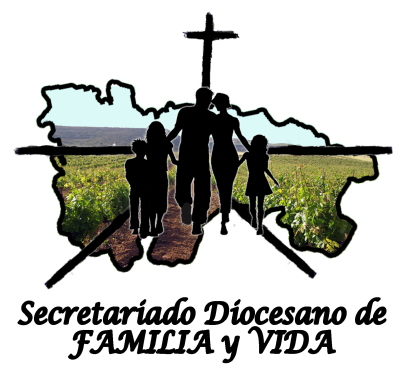 Secretariado Diocesano de
FAMILIA y VIDA